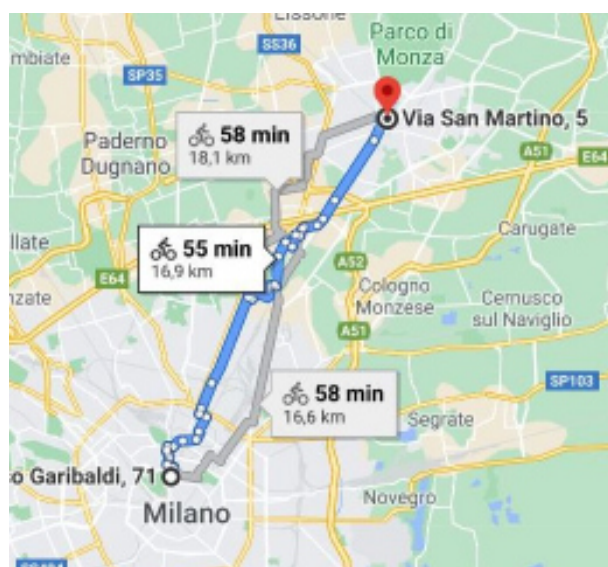 Lissone
SS36
Parco di
Monza
mbiate
SP35
Via San Martino, 5
58 min
18,1 km
Paderno
Dugnano
A51
E64
Carugate
llate
55 min
16,9 km
E64
A52
Cologno
Monzese
Cernusco
sul Naviglio
nzate
A51
58 min
16,6 km
SP103
Segrate
o Garibaldi, 71
Milano
Novegro